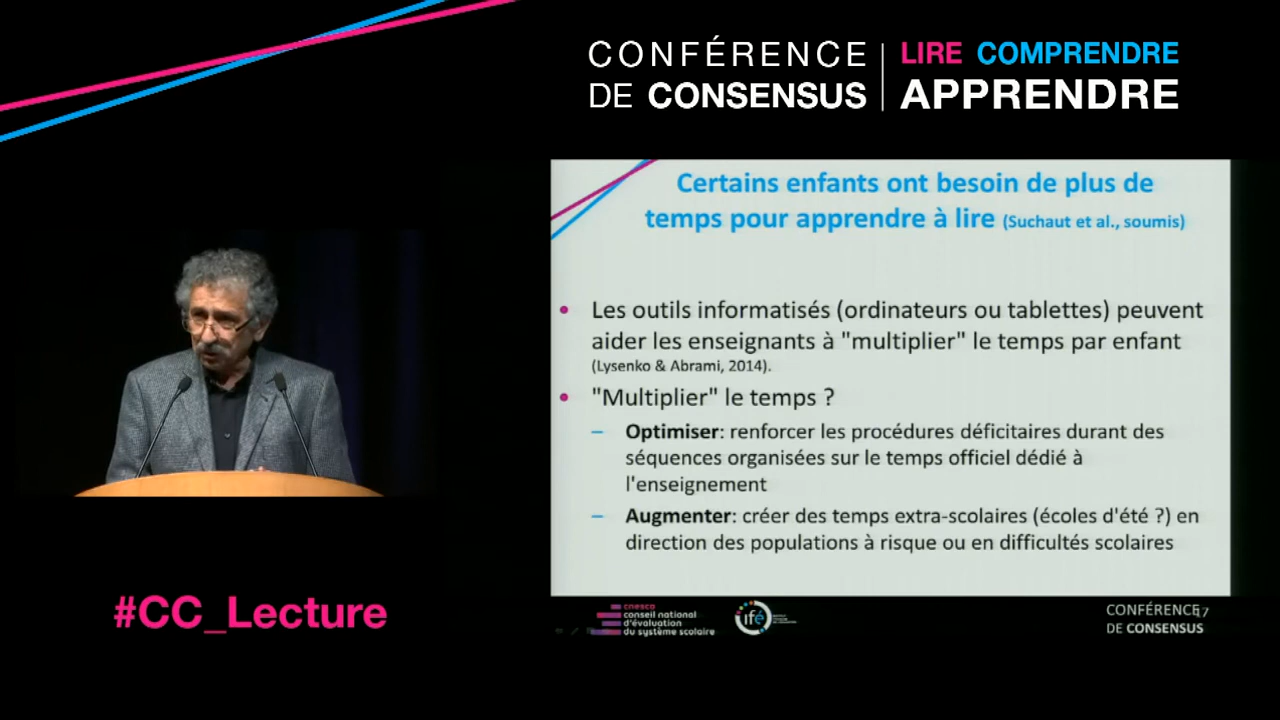 CONFÉRENCE
DE CONSENSUS
LIRE COMPRENDRE
APPRENDRE
Certains enfants ont besoin de plus de
temps pour apprendre à lire (Suchaut et al., soumis)
• Les outils informatisés (ordinateurs ou tablettes) peuvent
aider les enseignants à "multiplier" le temps par enfant
(Lysenko & Abrami, 2014).
• "Multiplier" le temps ?
– Optimiser: renforcer les procédures déficitaires durant des
séquences organisées sur le temps officiel dédié à
l'enseignement
– Augmenter: créer des temps extra-scolaires (écoles d'été ?) en
direction des populations à risque ou en difficultés scolaires
#CC_Lecture
cnesco
conseil national
d'évaluation
du système scolaire
ifé
CONFÉRENCE
17
DE CONSENSUS